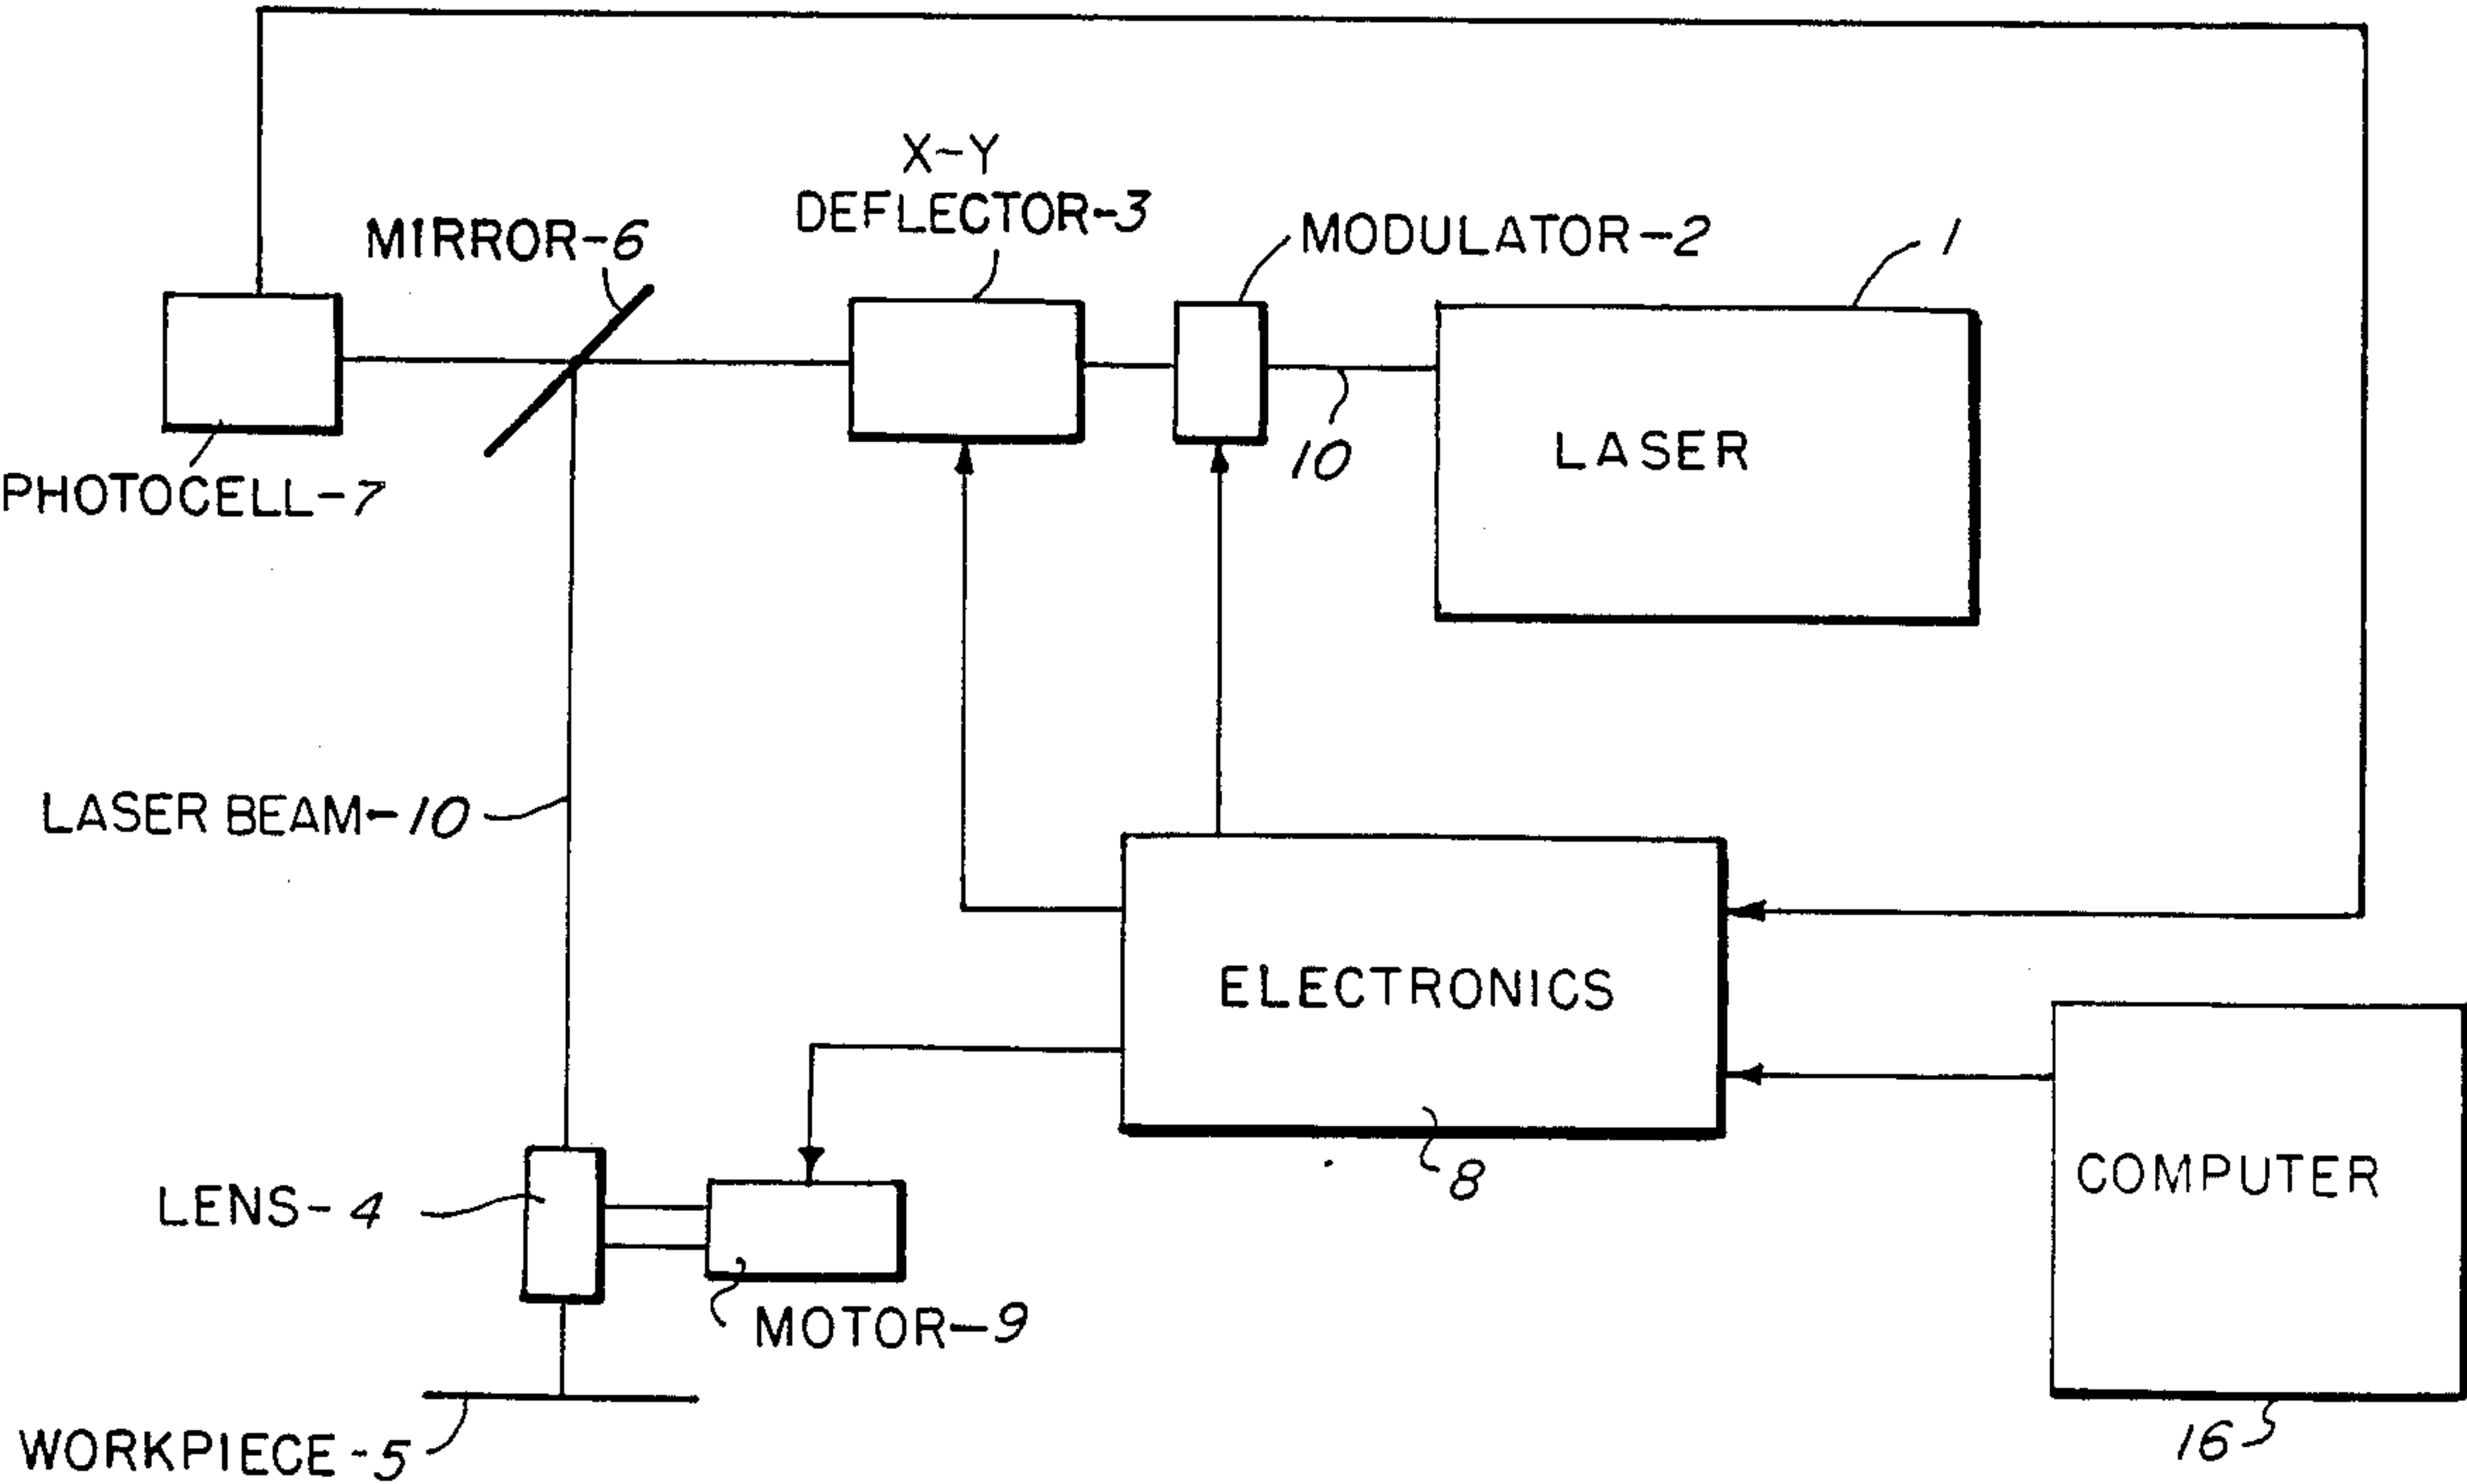 X-Y
DEFLECTOR-3
MIRROR-6
MODULATOR-2
1
LASER
10
PHOTOCELL-7
LASER BEAM-10
ELECTRONICS
8
COMPUTER
LENS-4
MOTOR-9
WORKPIECE-5
16